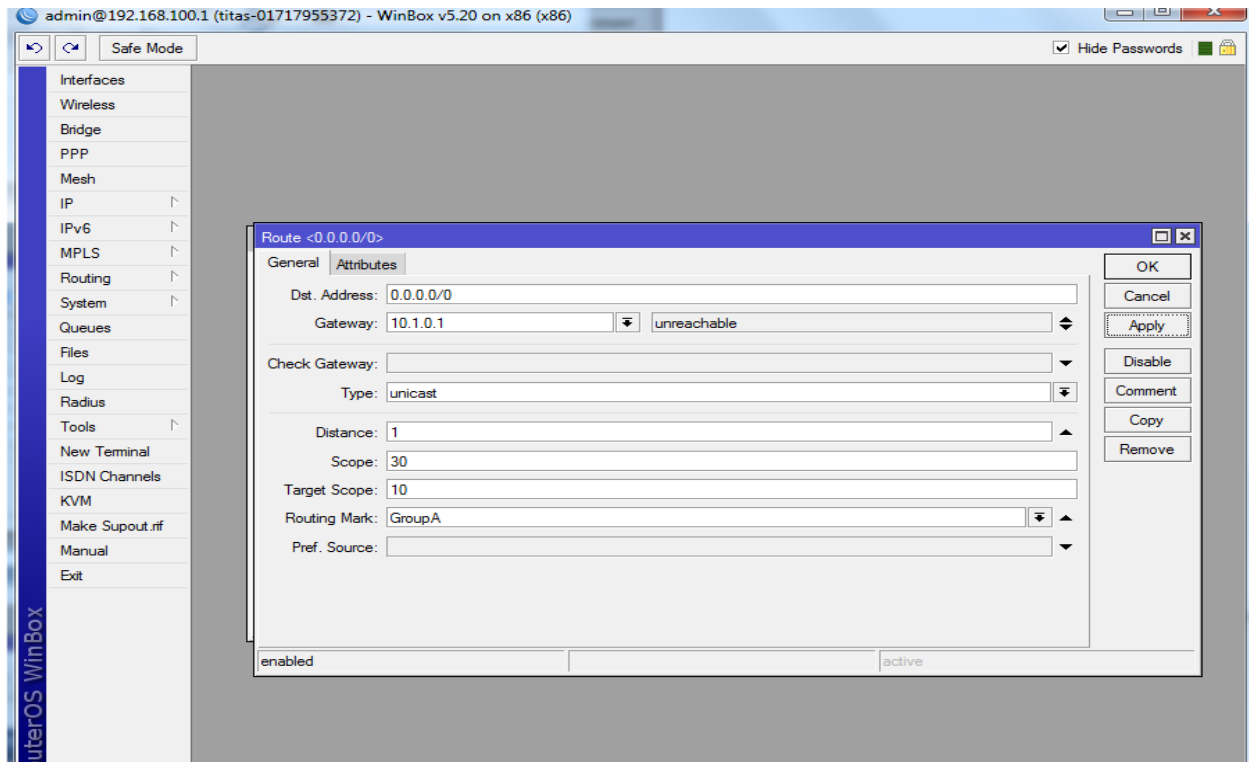 admin@192.168.100.1 (titas-01717955372) - WinBox v5.20 on x86 (x86)
Safe Mode
Hide Passwords
Interfaces
Wireless
Bridge
PPP
Mesh
IP
IPv6
MPLS
Routing
System
Queues
Files
Log
Radius
Tools
New Terminal
ISDN Channels
KVM
Make Supout.rif
Manual
Exit
uterOS WinBox
Route <0.0.0.0/0>
General Attributes
Dst. Address: 0.0.0.0/0
Gateway: 10.1.0.1 unreachable
Check Gateway:
Type: unicast
Distance: 1
Scope: 30
Target Scope: 10
Routing Mark: GroupA
Pref. Source:
OK
Cancel
Apply
Disable
Comment
Copy
Remove
enabled active